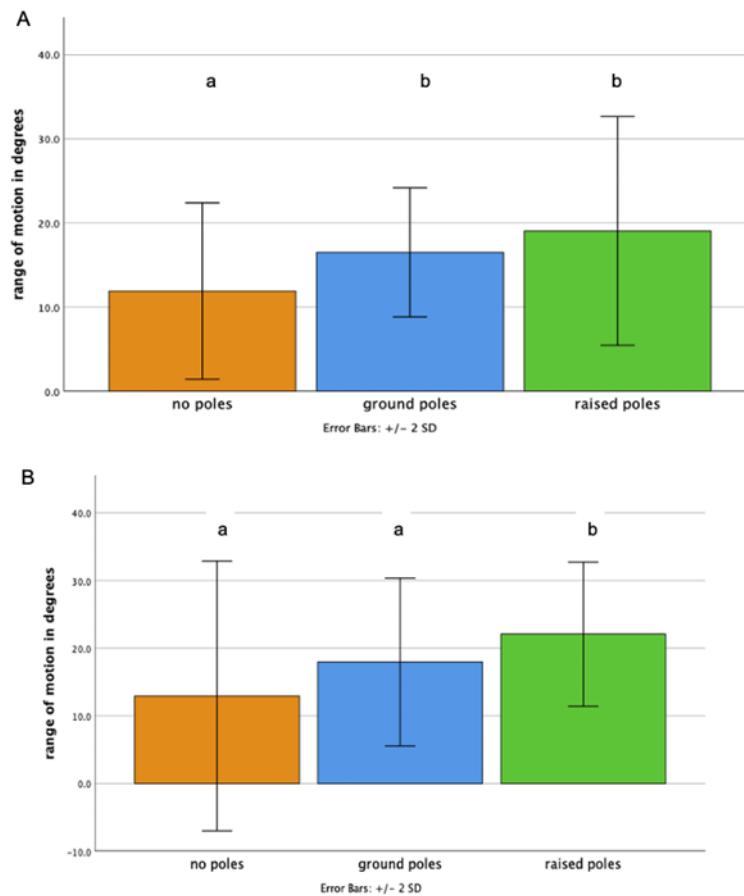 A
range of motion in degrees
40.0
30.0
20.0
10.0
0.0
a b b
no poles ground poles raised poles
Error Bars: +/- 2 SD
B
range of motion in degrees
40.0
30.0
20.0
10.0
0.0
-10.0
a a b
no poles ground poles raised poles
Error Bars: +/- 2 SD